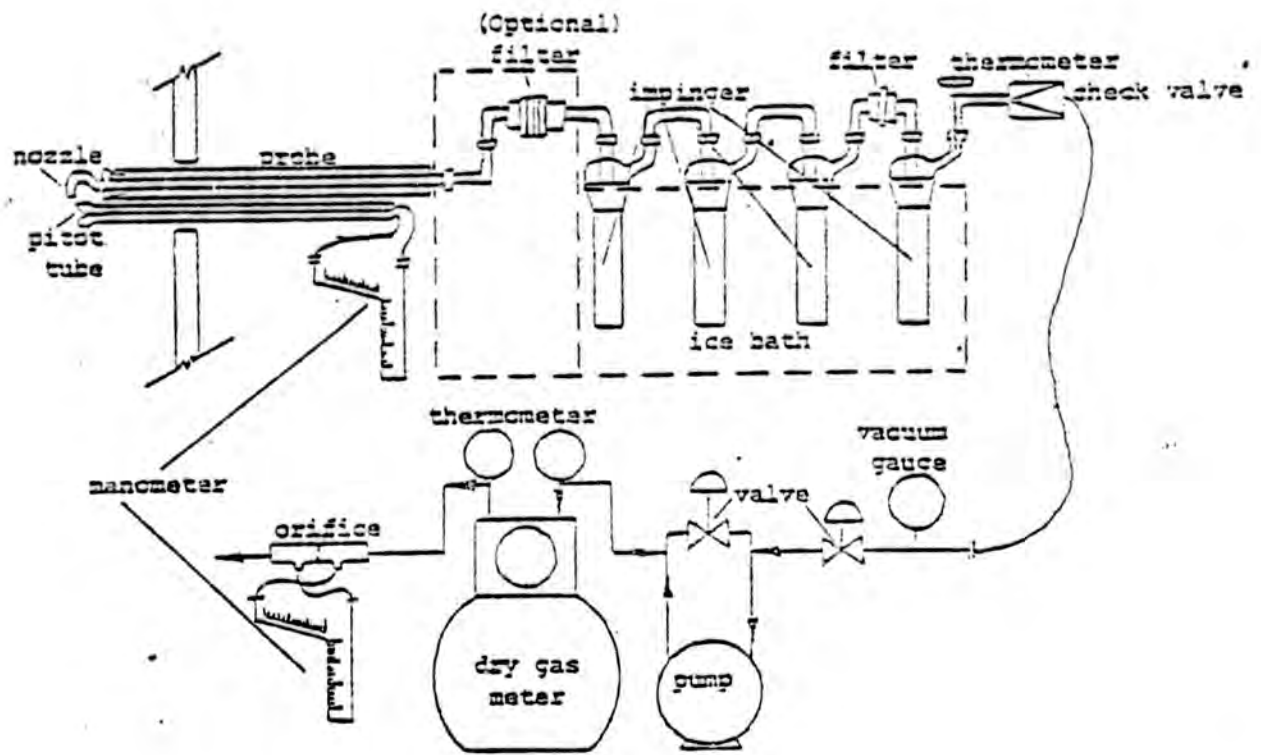 (Optional)
filter
impinger
filter
thermometer
check valve
nozzle
probe
pitot
tube
ice bath
thermometer
vacuum
gauge
manometer
valve
orifice
dry gas
meter
pump